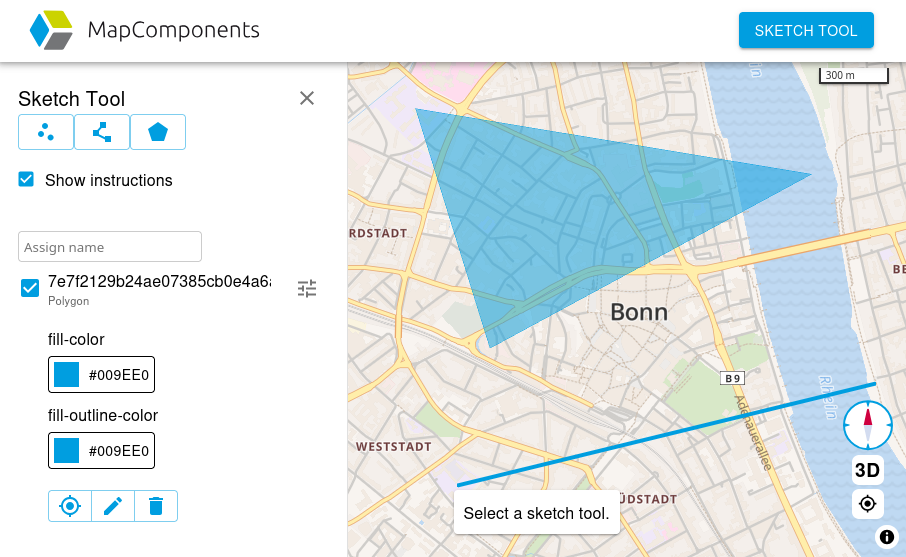 MapComponents
SKETCH TOOL
Sketch Tool
Show instructions
Assign name
7e7f2129b24ae07385cb0e4a6
Polygon
fill-color
#009EE0
fill-outline-color
#009EE0
300 m
RDSTADT
Bonn
BE
B 9
Rhein
Adenauerallee
WESTSTADT
ÜDSTADT
3D
Select a sketch tool.